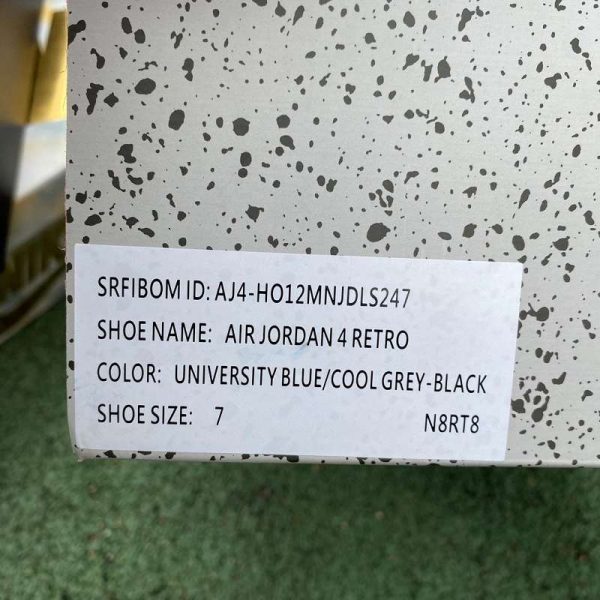 SRFIBOM ID: AJ4-HO12MNJDLS247
SHOE NAME: AIR JORDAN 4 RETRO
COLOR: UNIVERSITY BLUE/COOL GREY-BLACK
SHOE SIZE: 7 N8RT8